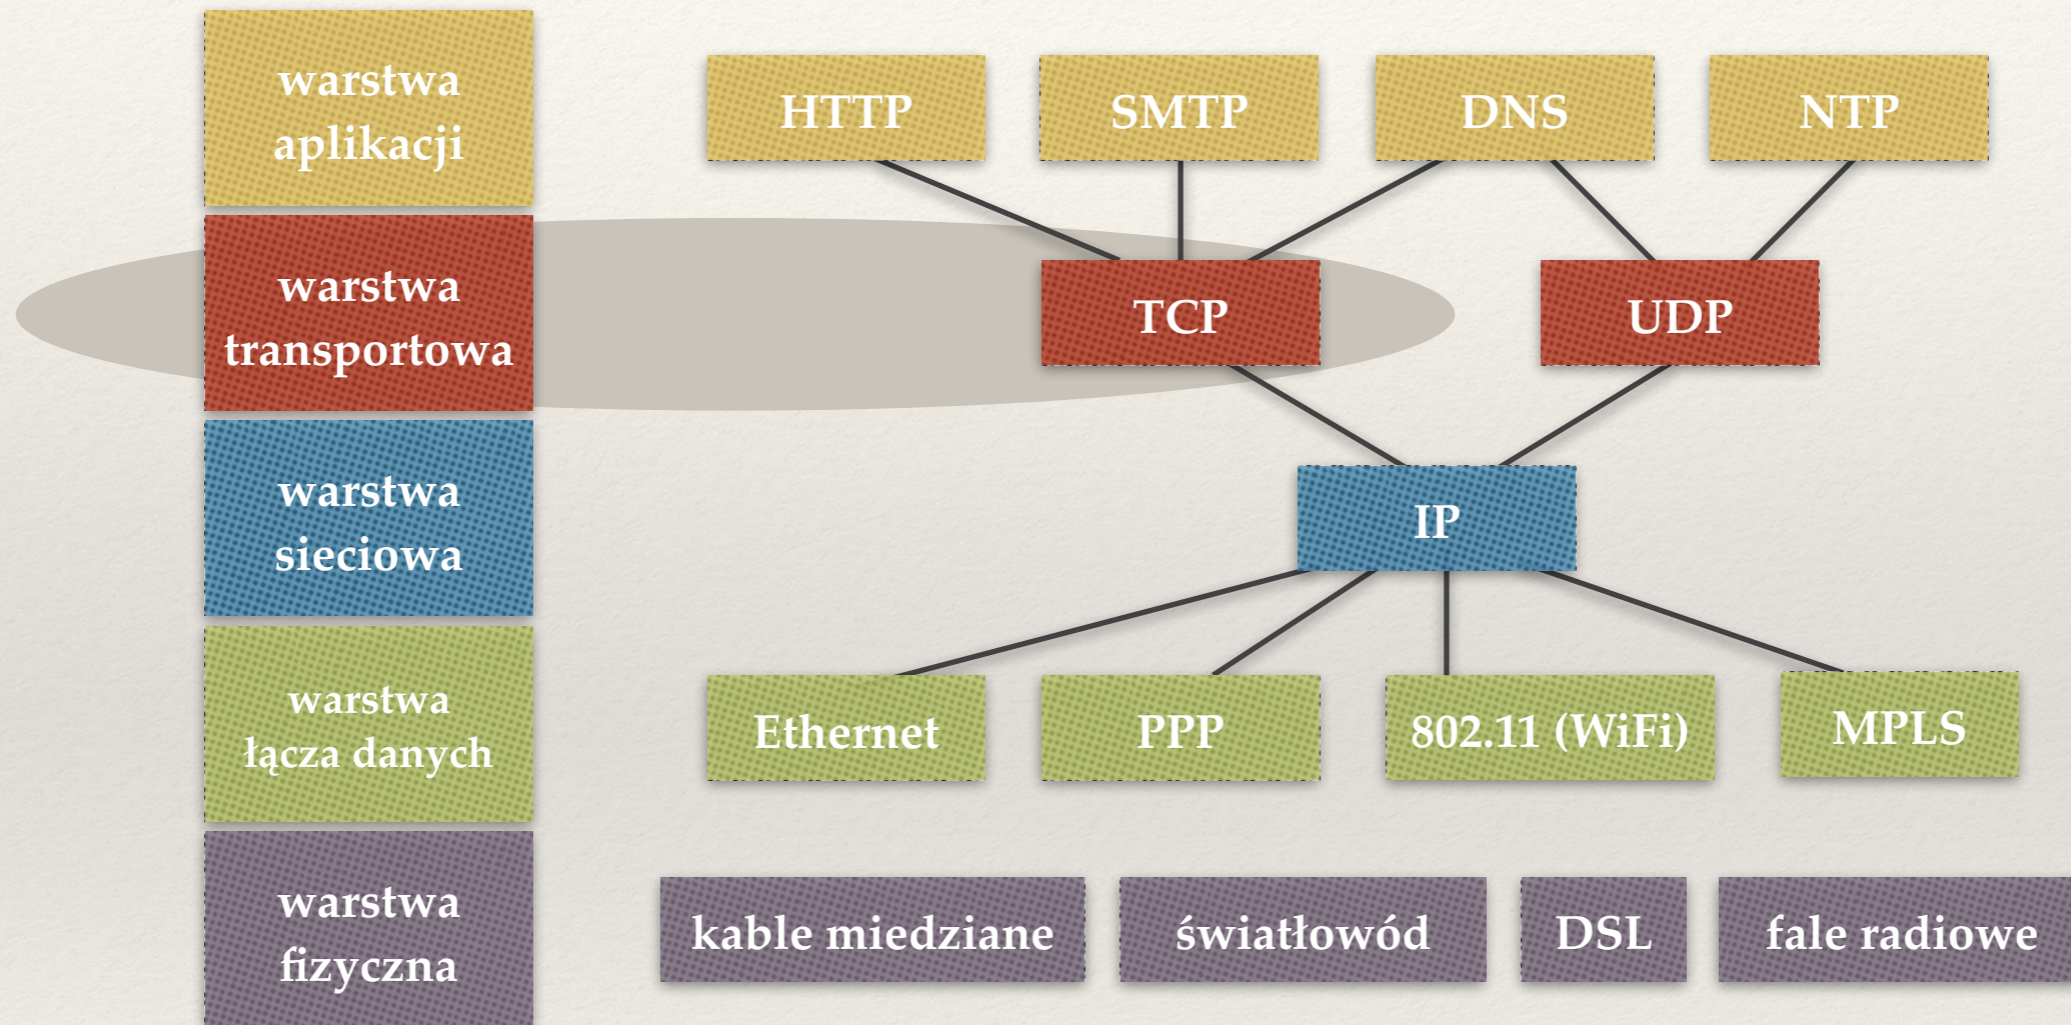 warstwa
aplikacji
HTTP
SMTP
DNS
NTP
warstwa
transportowa
TCP
UDP
warstwa
sieciowa
IP
warstwa
łącza danych
Ethernet
PPP
802.11 (WiFi)
MPLS
warstwa
fizyczna
kable miedziane
światłowód
DSL
fale radiowe